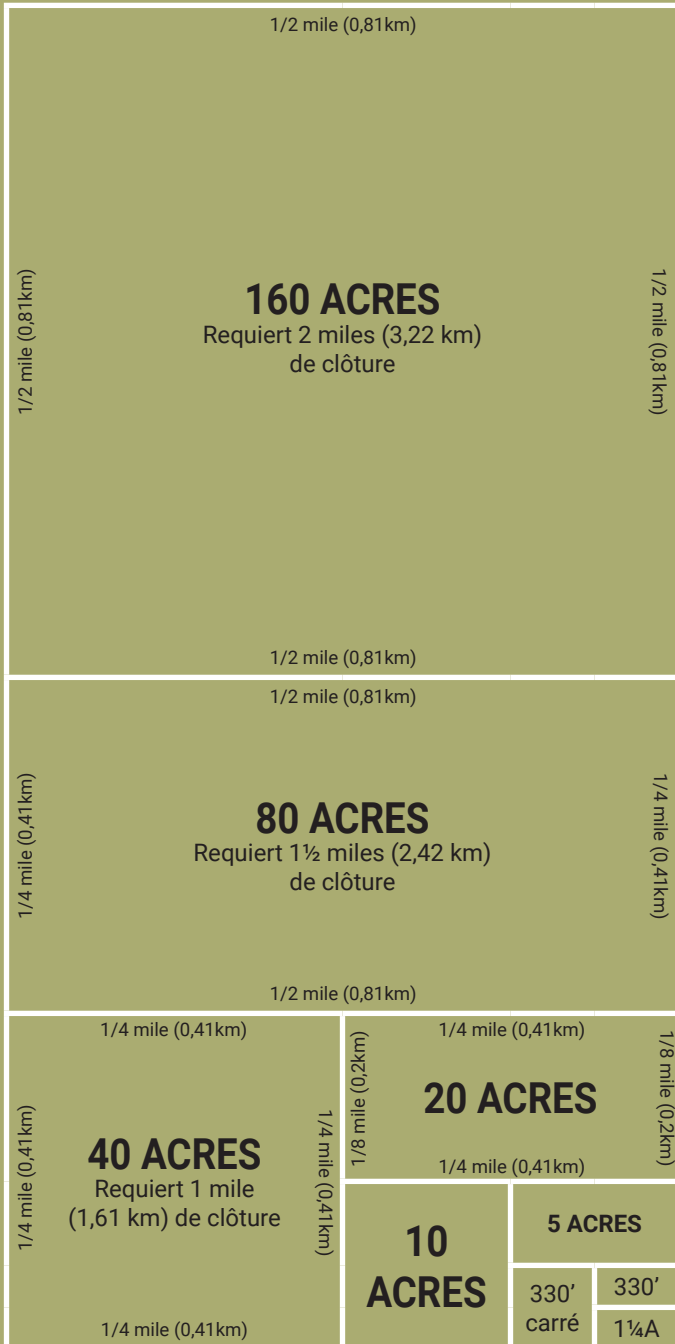 1/2 mile (0,81km)
1/2 mile (0,81km)
160 ACRES
Requiert 2 miles (3,22 km)
de clôture
1/2 mile (0,81km)
1/2 mile (0,81km)
1/2 mile (0,81km)
1/4 mile (0,41km)
80 ACRES
Requiert 1½ miles (2,42 km)
de clôture
1/4 mile (0,41km)
1/2 mile (0,81km)
1/4 mile (0,41km)
1/4 mile (0,41km)
40 ACRES
Requiert 1 mile
(1,61 km) de clôture
1/4 mile (0,41km)
1/4 mile (0,41km)
1/4 mile (0,41km)
1/8 mile (0,2km)
20 ACRES
1/8 mile (0,2km)
1/4 mile (0,41km)
10
ACRES
5 ACRES
330’
carré
330’
1¼A